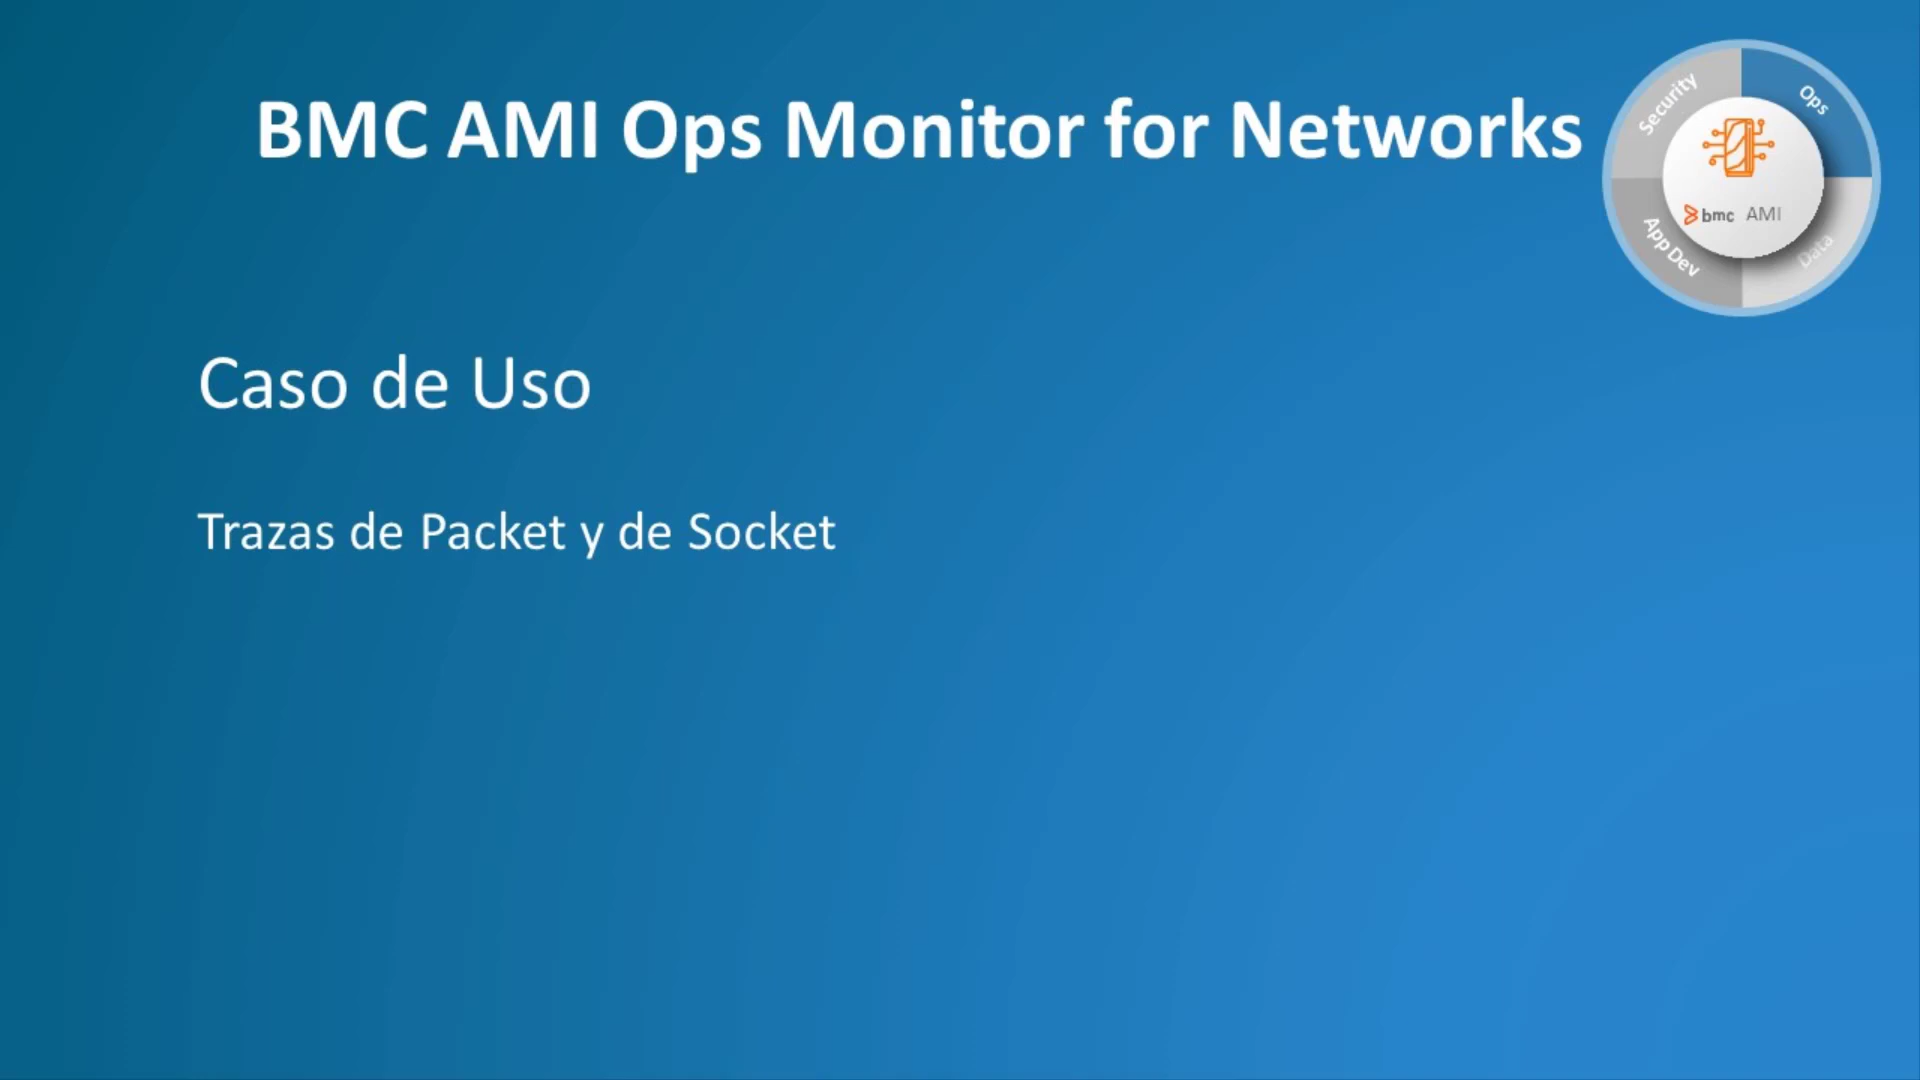 BMC AMI Ops Monitor for Networks
Security
Ops
bmc AMI
App Dev
Data
Caso de Uso
Trazas de Packet y de Socket